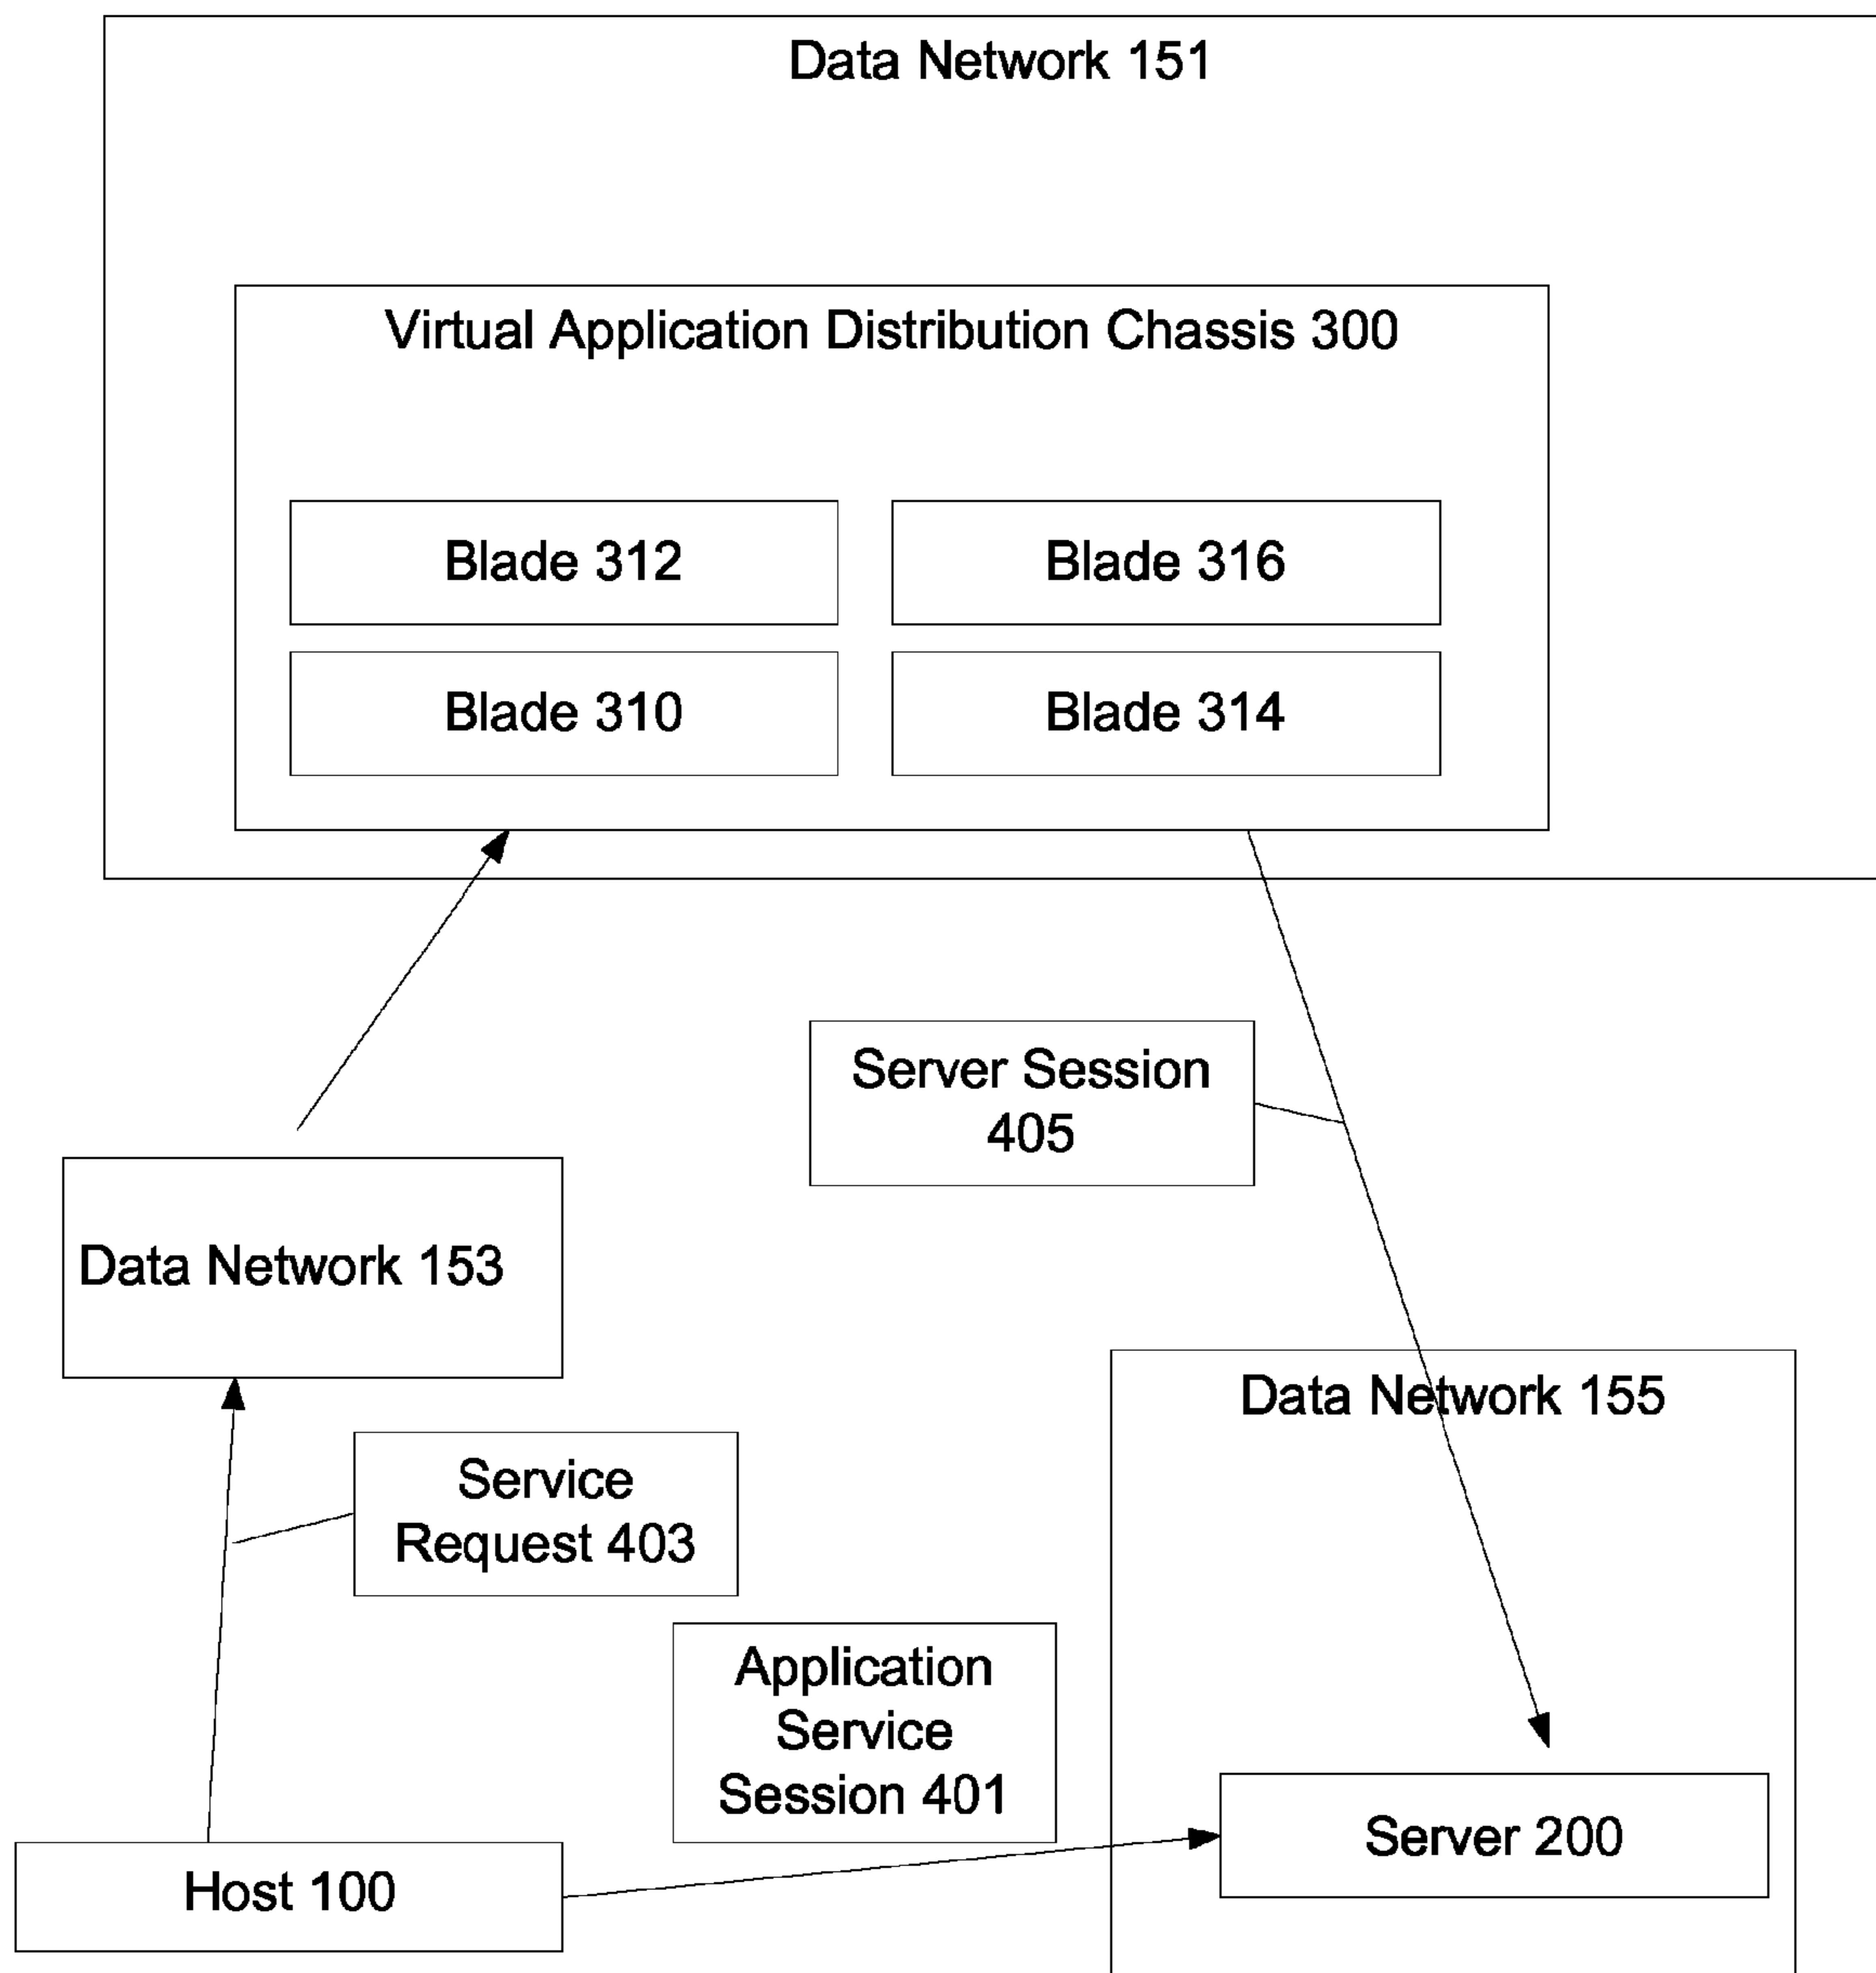 Data Network 151
Virtual Application Distribution Chassis 300
Blade 312
Blade 316
Blade 310
Blade 314
Server Session
405
Data Network 153
Data Network 155
Service
Request 403
Application
Service
Session 401
Server 200
Host 100